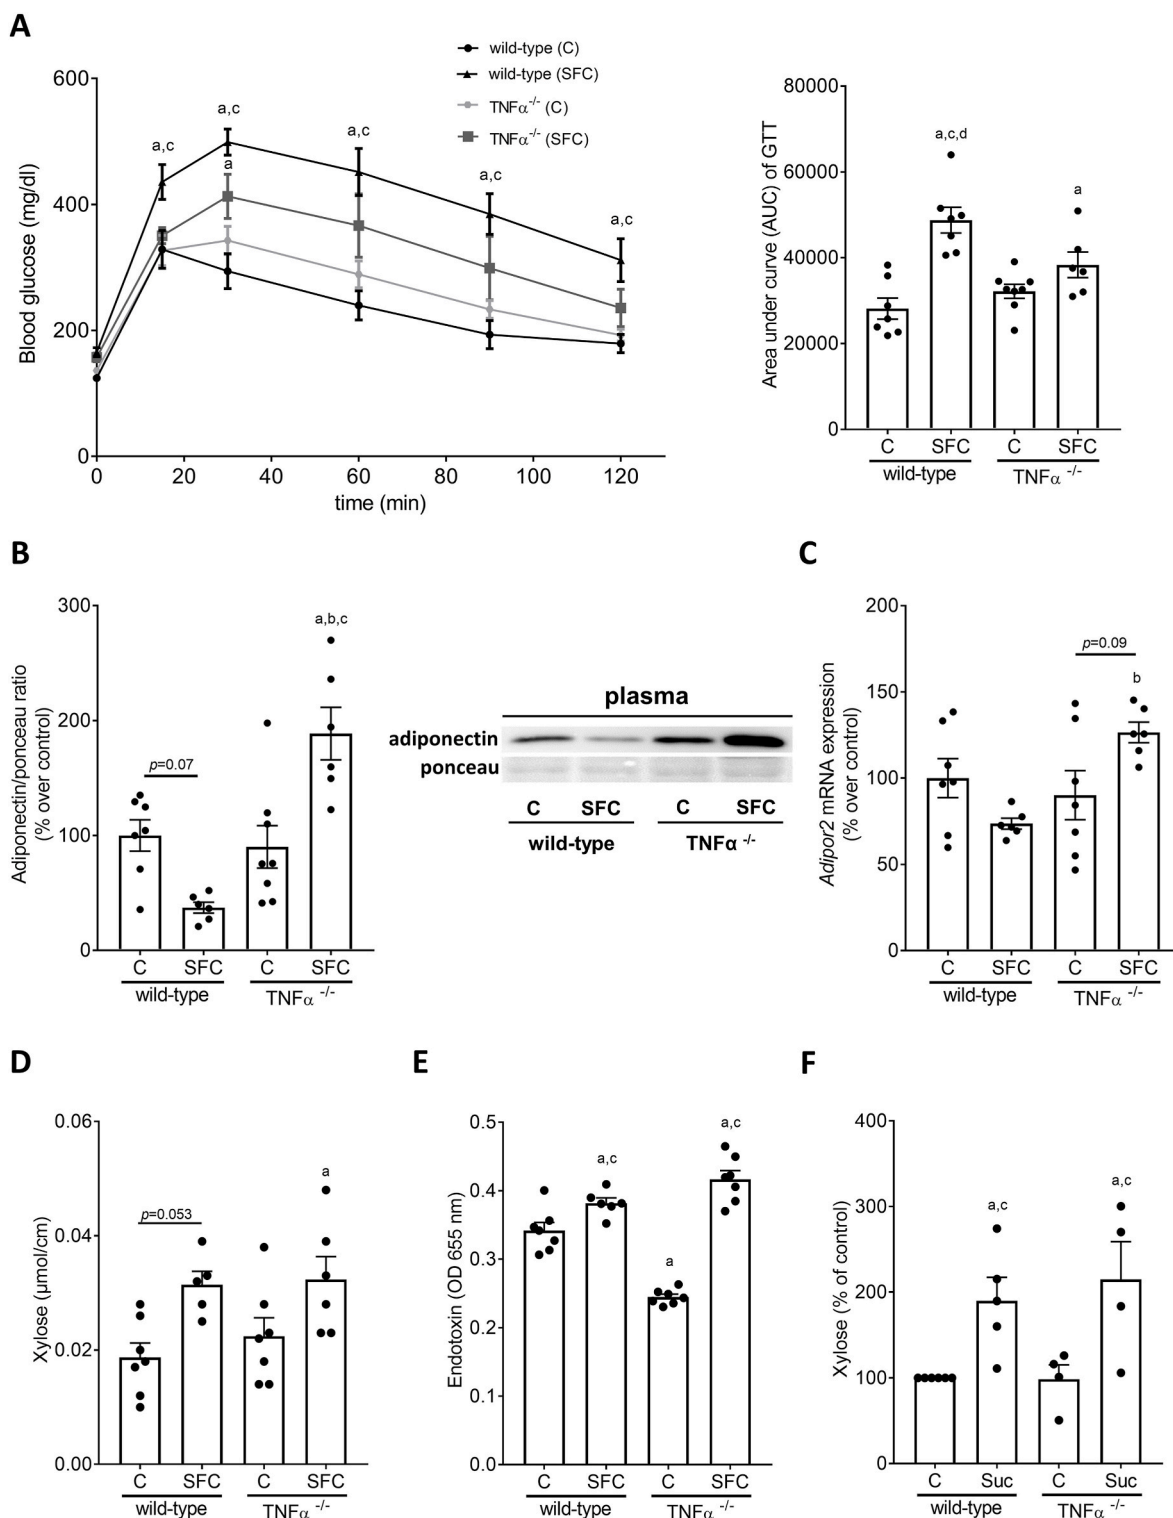 A
wild-type (C)
wild-type (SFC)
TNFα -/- (C)
TNFα -/- (SFC)
600
400
200
0
Blood glucose (mg/dl)
a,c
a,c
a
a,c
a,c
a,c
0 20 40 60 80 100 120
time (min)
80000
60000
40000
20000
0
Area under curve (AUC) of GTT
a,c,d
a
C SFC C SFC
wild-type TNFα -/-
B
300
200
100
0
Adiponectin/ponceau ratio
(% over control)
p=0.07
a,b,c
C SFC C SFC
wild-type TNFα -/-
plasma
adiponectin
ponceau
C SFC C SFC
wild-type TNFα -/-
C
200
150
100
50
0
Adipor2 mRNA expression
(% over control)
p=0.09
b
C SFC C SFC
wild-type TNFα -/-
D
0.06
0.04
0.02
0.00
Xylose (µmol/cm)
p=0.053
a
C SFC C SFC
wild-type TNFα -/-
E
0.5
0.4
0.3
0.2
0.1
0.0
Endotoxin (OD 655 nm)
a,c
a
a,c
C SFC C SFC
wild-type TNFα -/-
F
400
300
200
100
0
Xylose (% of control)
a,c
a,c
C Suc C Suc
wild-type TNFα -/-